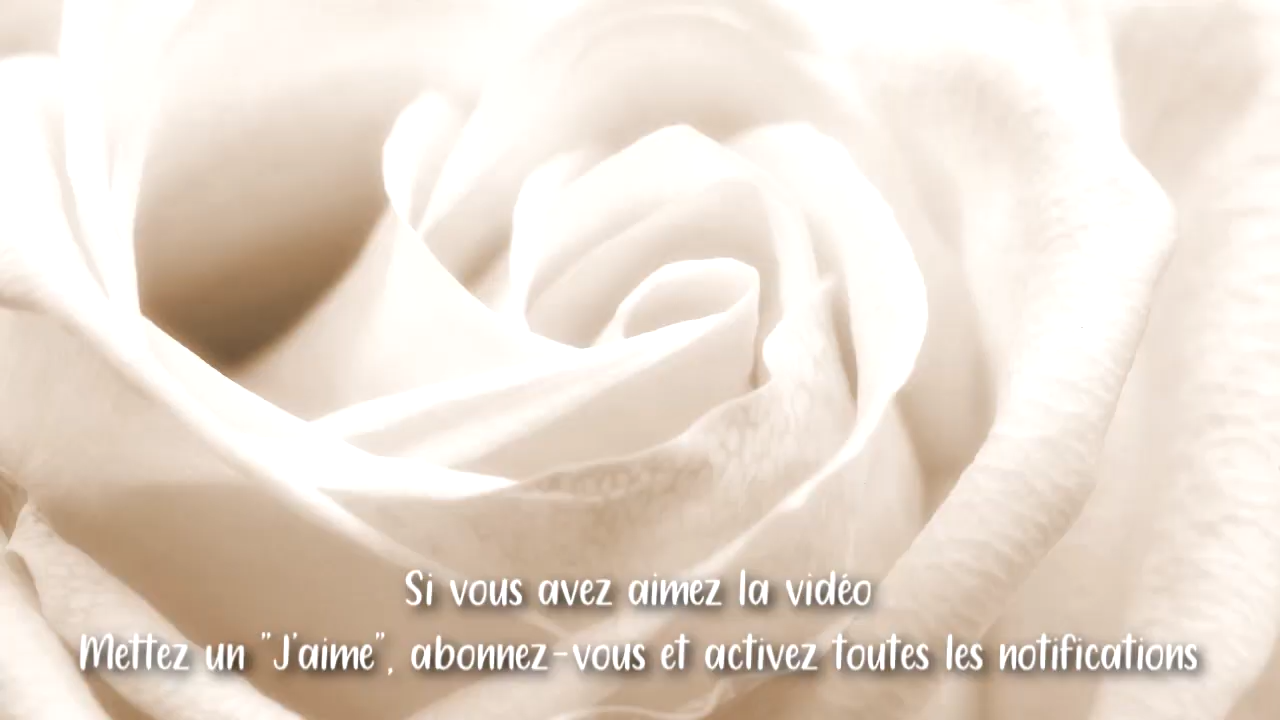 Si vous avez aimez la vidéo
Mettez un "J'aime", abonnez-vous et activez toutes les notifications